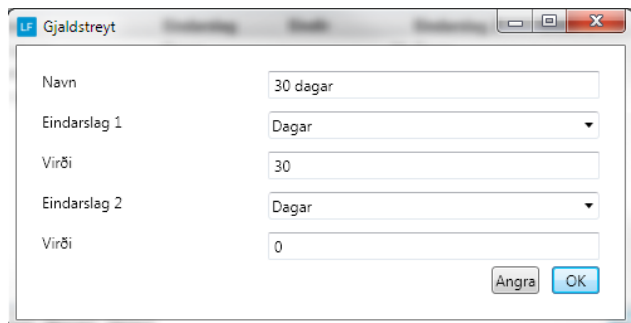 LF Gjaldstreyt
Navn 30 dagar
Eindarslag 1 Dagar
Virði 30
Eindarslag 2 Dagar
Virði 0
Angra OK